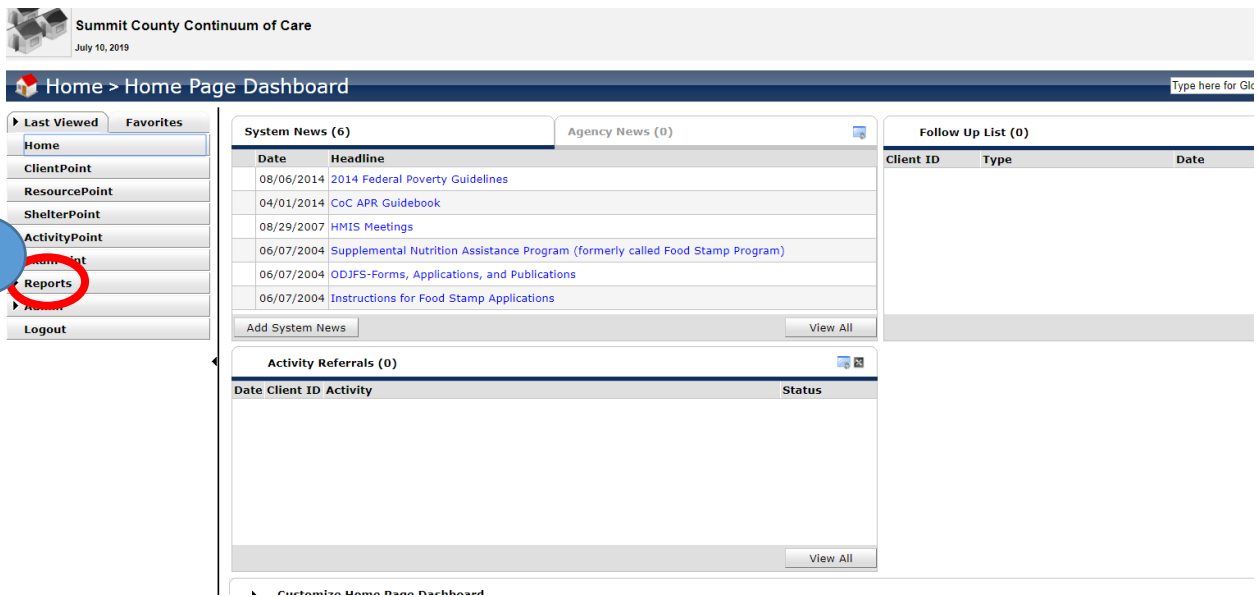 Summit County Continuum of Care
July 10, 2019
Home > Home Page Dashboard
Type here for Glo
Last Viewed Favorites
Home
ClientPoint
ResourcePoint
ShelterPoint
ActivityPoint
Reports
Logout
System News (6) Agency News (0)
Date Headline
08/06/2014 2014 Federal Poverty Guidelines
04/01/2014 CoC APR Guidebook
08/29/2007 HMIS Meetings
06/07/2004 Supplemental Nutrition Assistance Program (formerly called Food Stamp Program)
06/07/2004 ODJFS-Forms, Applications, and Publications
06/07/2004 Instructions for Food Stamp Applications
Add System News View All
Follow Up List (0)
Client ID Type Date
Activity Referrals (0)
Date Client ID Activity Status
View All
Customize Home Page Dashboard